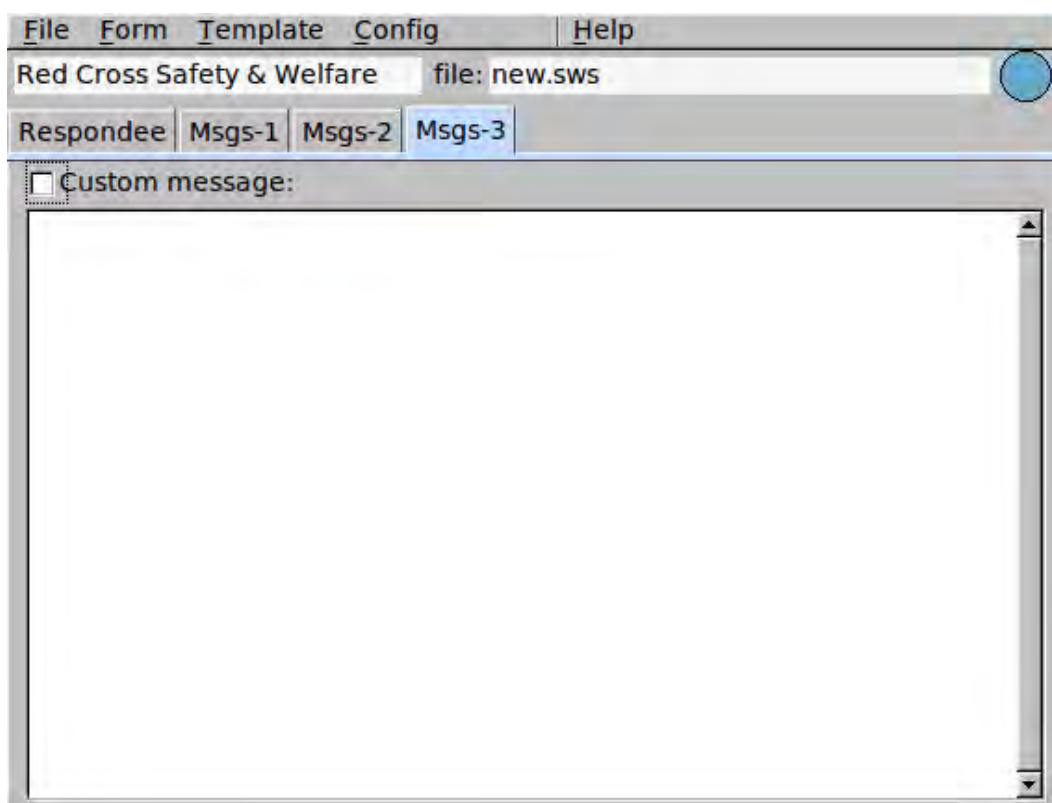 File Form Template Config Help
Red Cross Safety & Welfare file: new.sws
Respondee Msgs-1 Msgs-2 Msgs-3
Custom message: